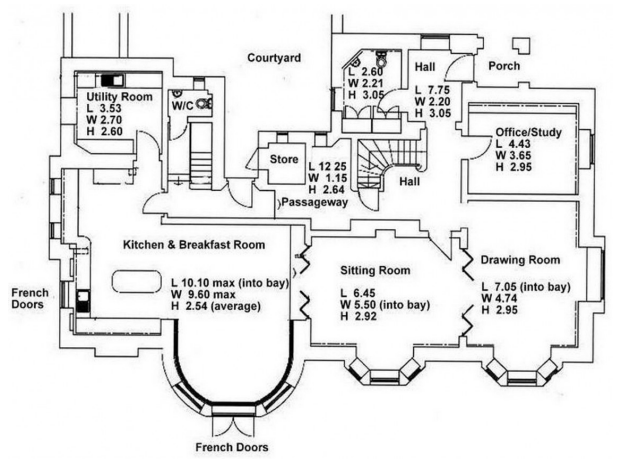 Courtyard
L 2.60
W 2.21
H 3.05
Hall
L 7.75
W 2.20
H 3.05
Porch
Utility Room
L 3.53
W 2.70
H 2.60
W/C
Office/Study
L 4.43
W 3.65
H 2.95
Store
L 12.25
W 1.15
H 2.64
Passageway
Hall
Kitchen & Breakfast Room
L 10.10 max (into bay)
W 9.60 max
H 2.54 (average)
Sitting Room
L 6.45
W 5.50 (into bay)
H 2.92
Drawing Room
L 7.05 (into bay)
W 4.74
H 2.95
French
Doors
French Doors